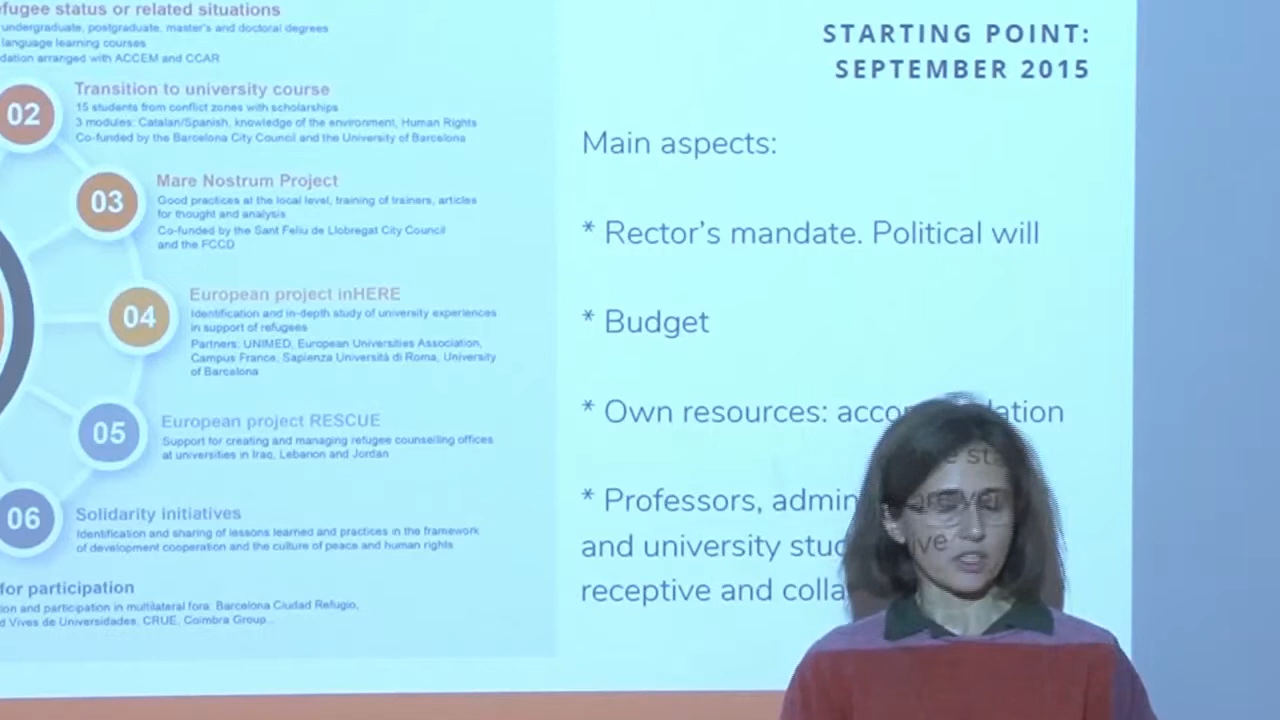 fugee status or related situations
undergraduate, postgraduate, master's and doctoral degrees
language learning courses
dation arranged with ACCEM and CCAR
02
Transition to university course
15 students from conflict zones with scholarships
3 modules: Catalan/Spanish, knowledge of the environment, Human Rights
Co-funded by the Barcelona City Council and the University of Barcelona
03
Mare Nostrum Project
Good practices at the local level, training of trainers, articles
for thought and analysis
Co-funded by the Sant Feliu de Llobregat City Council
and the FCCD
04
European project inHERE
Identification and in-depth study of university experiences
in support of refugees
Partners: UNIMED, European Universities Association,
Campus France, Sapienza Università di Roma, University
of Barcelona
05
European project RESCUE
Support for creating and managing refugee counselling offices
at universities in Iraq, Lebanon and Jordan
06
Solidarity initiatives
Identification and sharing of lessons learned and practices in the framework
of development cooperation and the culture of peace and human rights
for participation
ion and participation in multilateral fora: Barcelona Ciudad Refugio,
d Vives de Universidades, CRUE, Coimbra Group...
STARTING POINT:
SEPTEMBER 2015
Main aspects:
* Rector's mandate. Political will
* Budget
* Own resources:
* Professors,
and university
receptive and